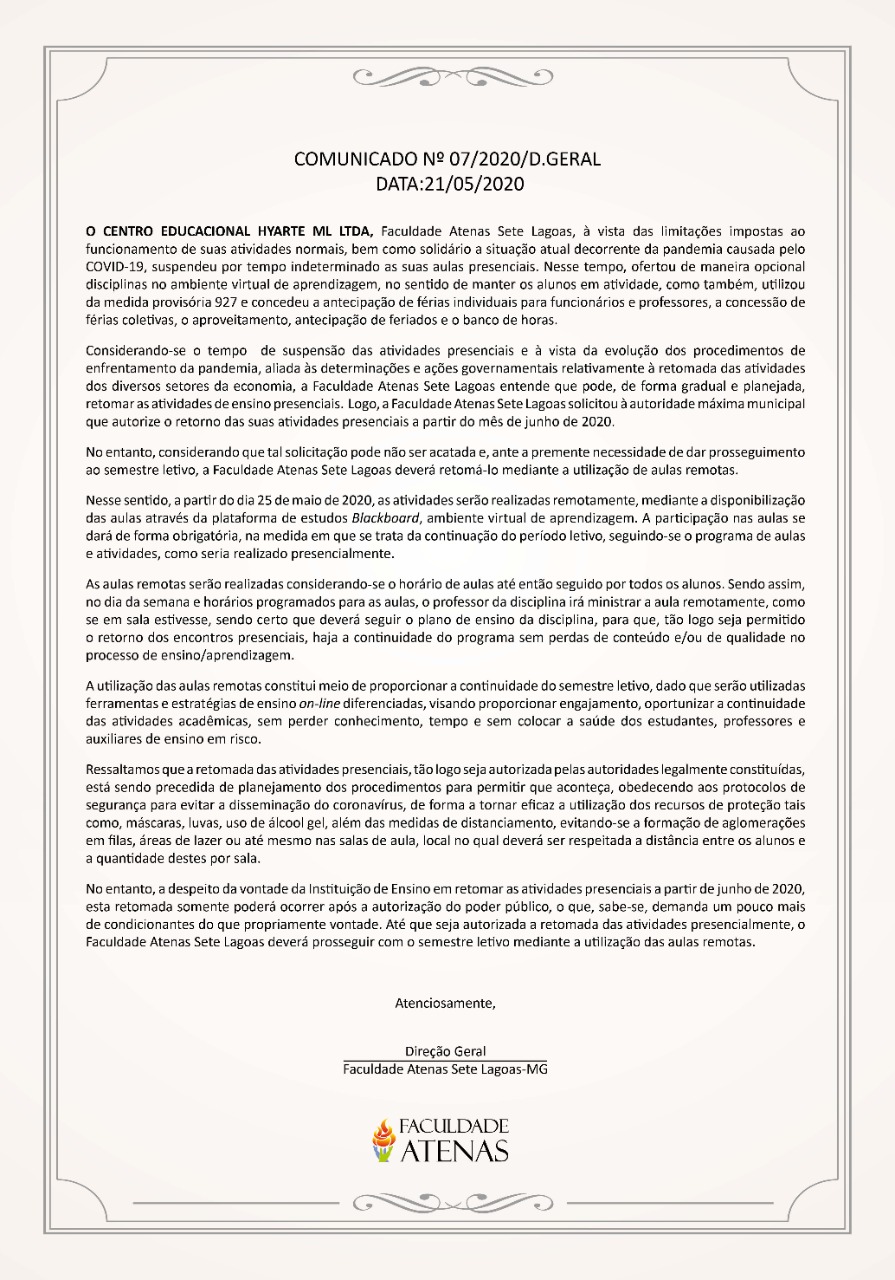 COMUNICADO Nº 07/2020/D.GERAL
DATA:21/05/2020
O CENTRO EDUCACIONAL HYARTE ML LTDA, Faculdade Atenas Sete Lagoas, à vista das limitações impostas ao
funcionamento de suas atividades normais, bem como solidário a situação atual decorrente da pandemia causada pelo
COVID-19, suspendeu por tempo indeterminado as suas aulas presenciais. Nesse tempo, ofertou de maneira opcional
disciplinas no ambiente virtual de aprendizagem, no sentido de manter os alunos em atividade, como também, utilizou
da medida provisória 927 e concedeu a antecipação de férias individuais para funcionários e professores, a concessão de
férias coletivas, o aproveitamento, antecipação de feriados e o banco de horas.
Considerando-se o tempo de suspensão das atividades presenciais e à vista da evolução dos procedimentos de
enfrentamento da pandemia, aliada às determinações e ações governamentais relativamente à retomada das atividades
dos diversos setores da economia, a Faculdade Atenas Sete Lagoas entende que pode, de forma gradual e planejada,
retomar as atividades de ensino presenciais. Logo, a Faculdade Atenas Sete Lagoas solicitou à autoridade máxima municipal
que autorize o retorno das suas atividades presenciais a partir do mês de junho de 2020.
No entanto, considerando que tal solicitação pode não ser acatada e, ante a premente necessidade de dar prosseguimento
ao semestre letivo, a Faculdade Atenas Sete Lagoas deverá retomá-lo mediante a utilização de aulas remotas.
Nesse sentido, a partir do dia 25 de maio de 2020, as atividades serão realizadas remotamente, mediante a disponibilização
das aulas através da plataforma de estudos Blackboard, ambiente virtual de aprendizagem. A participação nas aulas se
dará de forma obrigatória, na medida em que se trata da continuação do período letivo, seguindo-se o programa de aulas
e atividades, como seria realizado presencialmente.
As aulas remotas serão realizadas considerando-se o horário de aulas até então seguido por todos os alunos. Sendo assim,
no dia da semana e horários programados para as aulas, o professor da disciplina irá ministrar a aula remotamente, como
se em sala estivesse, sendo certo que deverá seguir o plano de ensino da disciplina, para que, tão logo seja permitido
o retorno dos encontros presenciais, haja a continuidade do programa sem perdas de conteúdo e/ou de qualidade no
processo de ensino/aprendizagem.
A utilização das aulas remotas constitui meio de proporcionar a continuidade do semestre letivo, dado que serão utilizadas
ferramentas e estratégias de ensino on-line diferenciadas, visando proporcionar engajamento, oportunizar a continuidade
das atividades acadêmicas, sem perder conhecimento, tempo e sem colocar a saúde dos estudantes, professores e
auxiliares de ensino em risco.
Ressaltamos que a retomada das atividades presenciais, tão logo seja autorizada pelas autoridades legalmente constituídas,
está sendo precedida de planejamento dos procedimentos para permitir que aconteça, obedecendo aos protocolos de
segurança para evitar a disseminação do coronavírus, de forma a tornar eficaz a utilização dos recursos de proteção tais
como, máscaras, luvas, uso de álcool gel, além das medidas de distanciamento, evitando-se a formação de aglomerações
em filas, áreas de lazer ou até mesmo nas salas de aula, local no qual deverá ser respeitada a distância entre os alunos e
a quantidade destes por sala.
No entanto, a despeito da vontade da Instituição de Ensino em retomar as atividades presenciais a partir de junho de 2020,
esta retomada somente poderá ocorrer após a autorização do poder público, o que, sabe-se, demanda um pouco mais
de condicionantes do que propriamente vontade. Até que seja autorizada a retomada das atividades presencialmente, o
Faculdade Atenas Sete Lagoas deverá prosseguir com o semestre letivo mediante a utilização das aulas remotas.
Atenciosamente,
Direção Geral
Faculdade Atenas Sete Lagoas-MG
FACULDADE
ATENAS